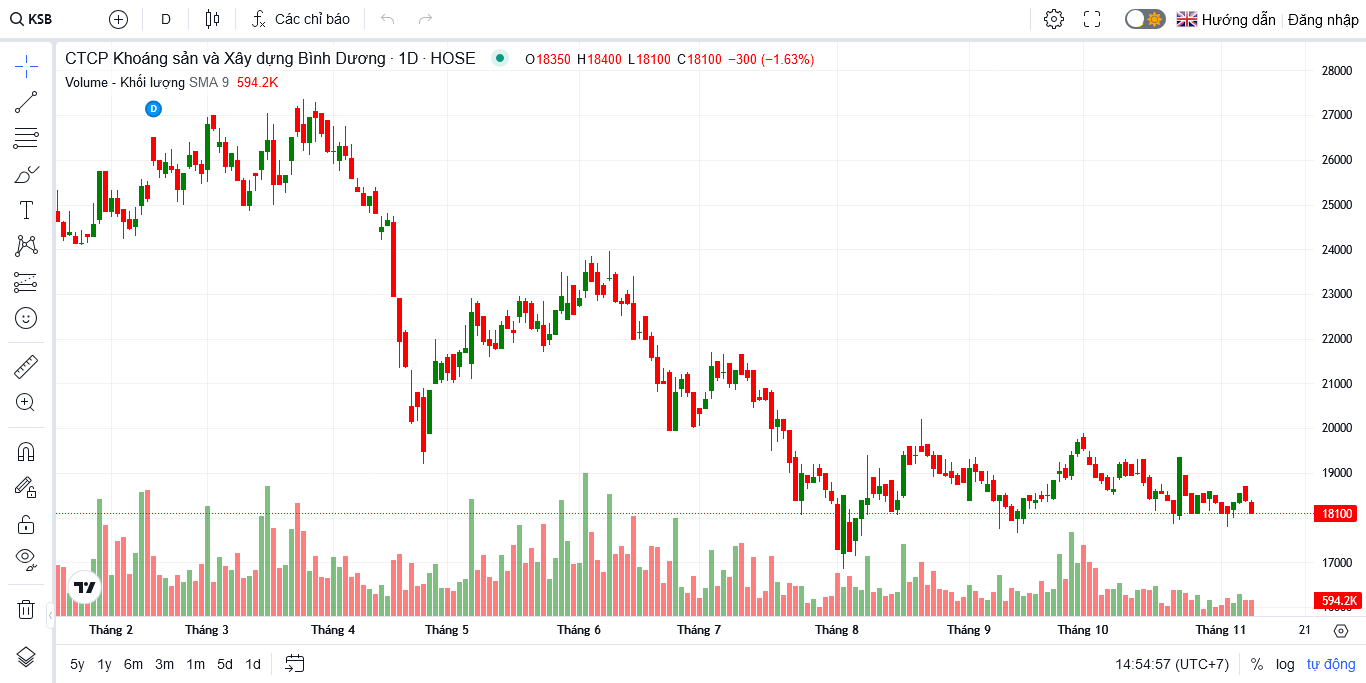 KSB D Các chỉ báo Hướng dẫn Đăng nhập
CTCP Khoáng sản và Xây dựng Bình Dương · 1D · HOSE O18350 H18400 L18100 C18100 −300 (−1.63%)
Volume - Khối lượng SMA 9 594.2K
D
28000
27000
26000
25000
24000
23000
22000
21000
20000
19000
18100
17000
594.2K
Tháng 2 Tháng 3 Tháng 4 Tháng 5 Tháng 6 Tháng 7 Tháng 8 Tháng 9 Tháng 10 Tháng 11 21
5y 1y 6m 3m 1m 5d 1d 14:54:57 (UTC+7) % log tự động